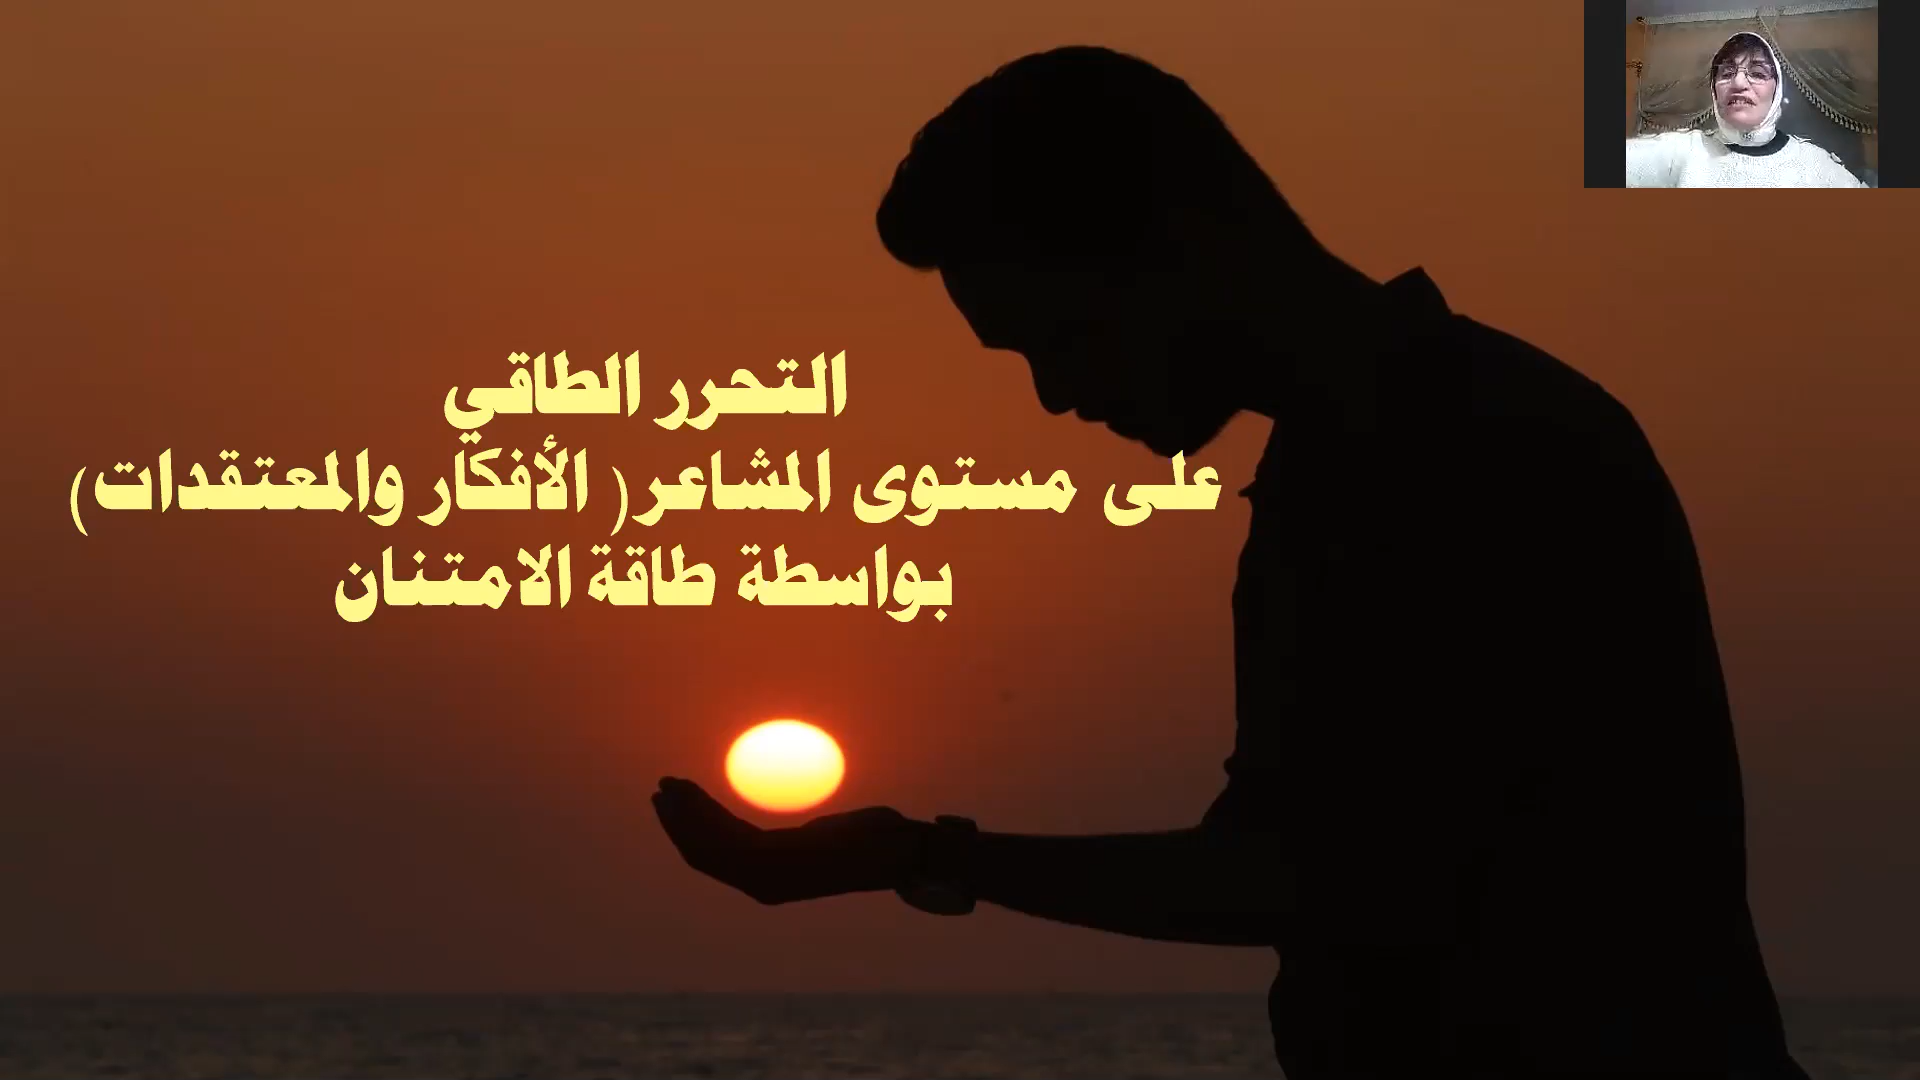 التحرر الطاقي
على مستوى المشاعر( الأفكار والمعتقدات)
بواسطة طاقة الامتنان